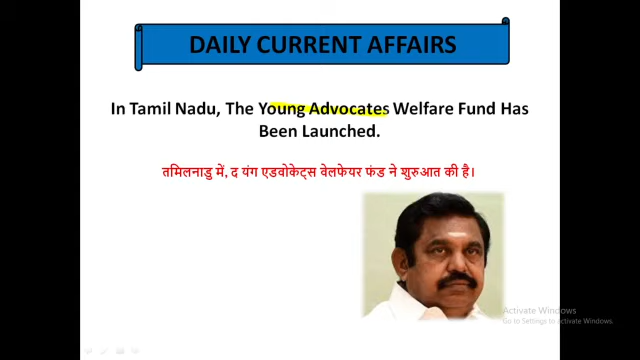 DAILY CURRENT AFFAIRS
In Tamil Nadu, The Young Advocates Welfare Fund Has
Been Launched.
तमिलनाडु में, द यंग एडवोकेट्स वेलफेयर फंड ने शुरुआत की है।
Activate Windows
Go to Settings to activate Windows.